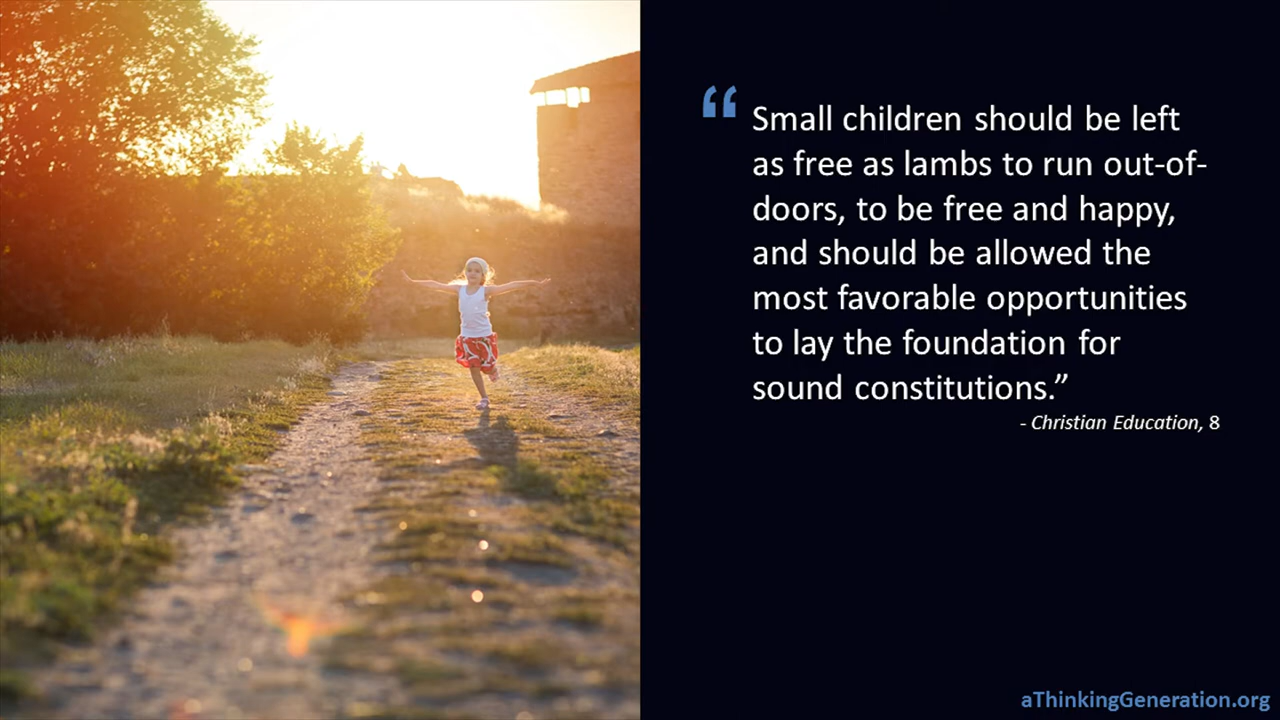 “Small children should be left
as free as lambs to run out-of-
doors, to be free and happy,
and should be allowed the
most favorable opportunities
to lay the foundation for
sound constitutions.”
- Christian Education, 8
aThinkingGeneration.org